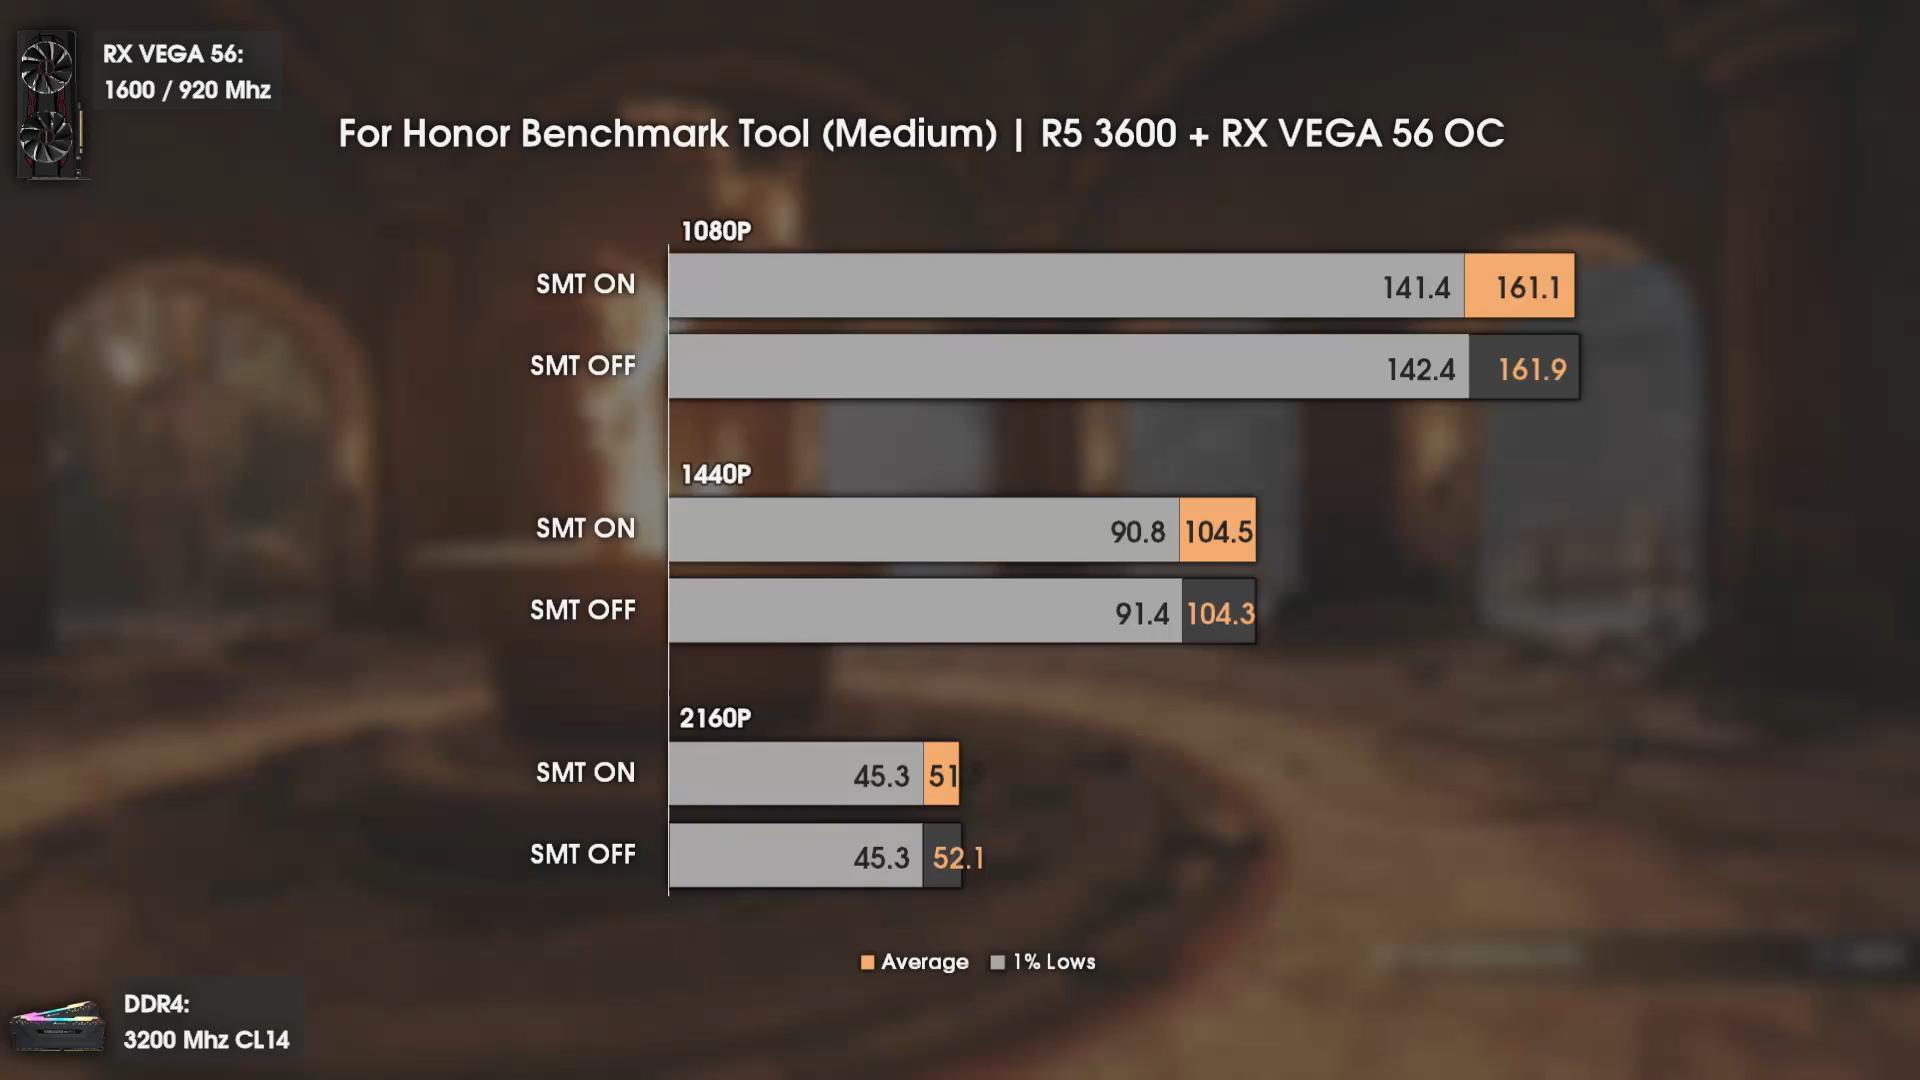 RX VEGA 56:
1600 / 920 Mhz
For Honor Benchmark Tool (Medium) | R5 3600 + RX VEGA 56 OC
1080P
SMT ON 141.4 161.1
SMT OFF 142.4 161.9
1440P
SMT ON 90.8 104.5
SMT OFF 91.4 104.3
2160P
SMT ON 45.3 51
SMT OFF 45.3 52.1
Average 1% Lows
DDR4:
3200 Mhz CL14